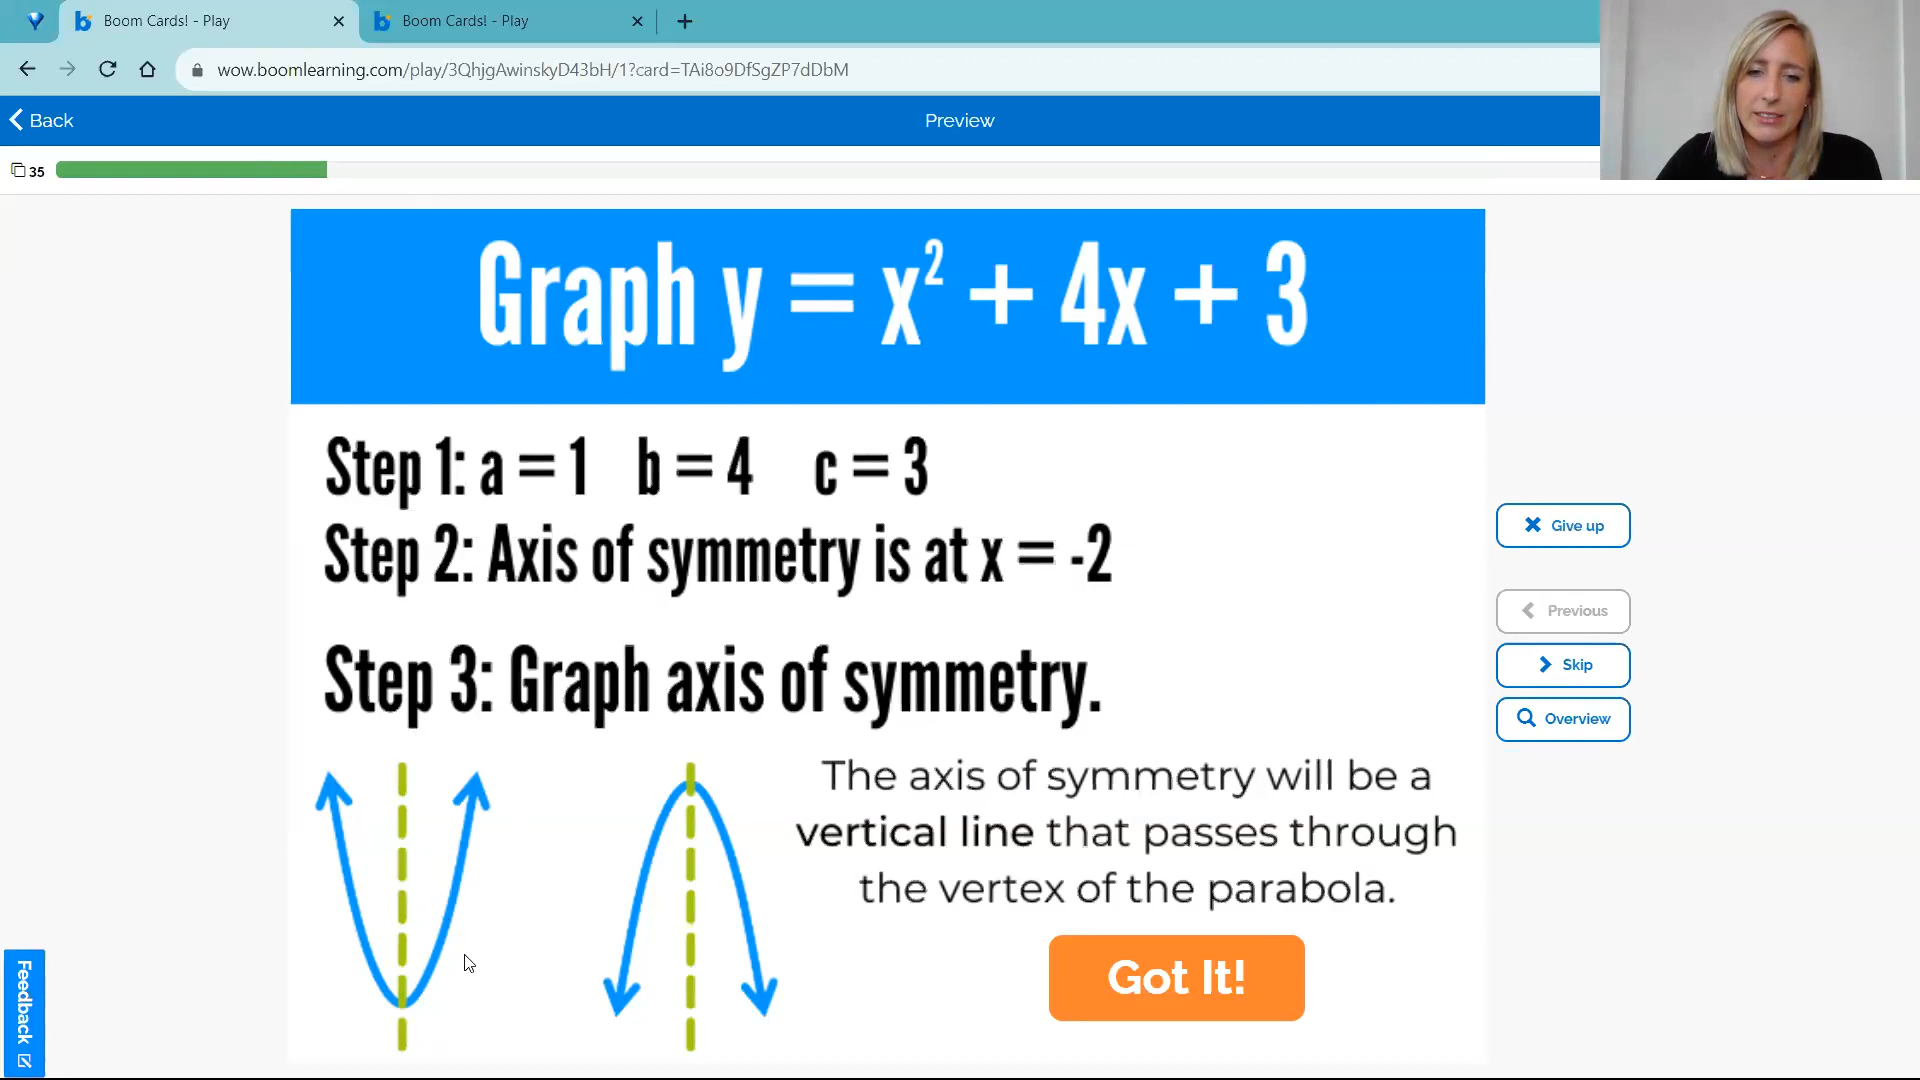 Boom Cards! - Play
Boom Cards! - Play
wow.boomlearning.com/play/3QhjgAwinskyD43bH/1?card=TAi8o9DfSgZP7dDbM
Back
Preview
35
Graph y = x² + 4x + 3
Step 1: a = 1 b = 4 c = 3
Step 2: Axis of symmetry is at x = -2
Step 3: Graph axis of symmetry.
The axis of symmetry will be a
vertical line that passes through
the vertex of the parabola.
Got It!
Give up
Previous
Skip
Overview
Feedback